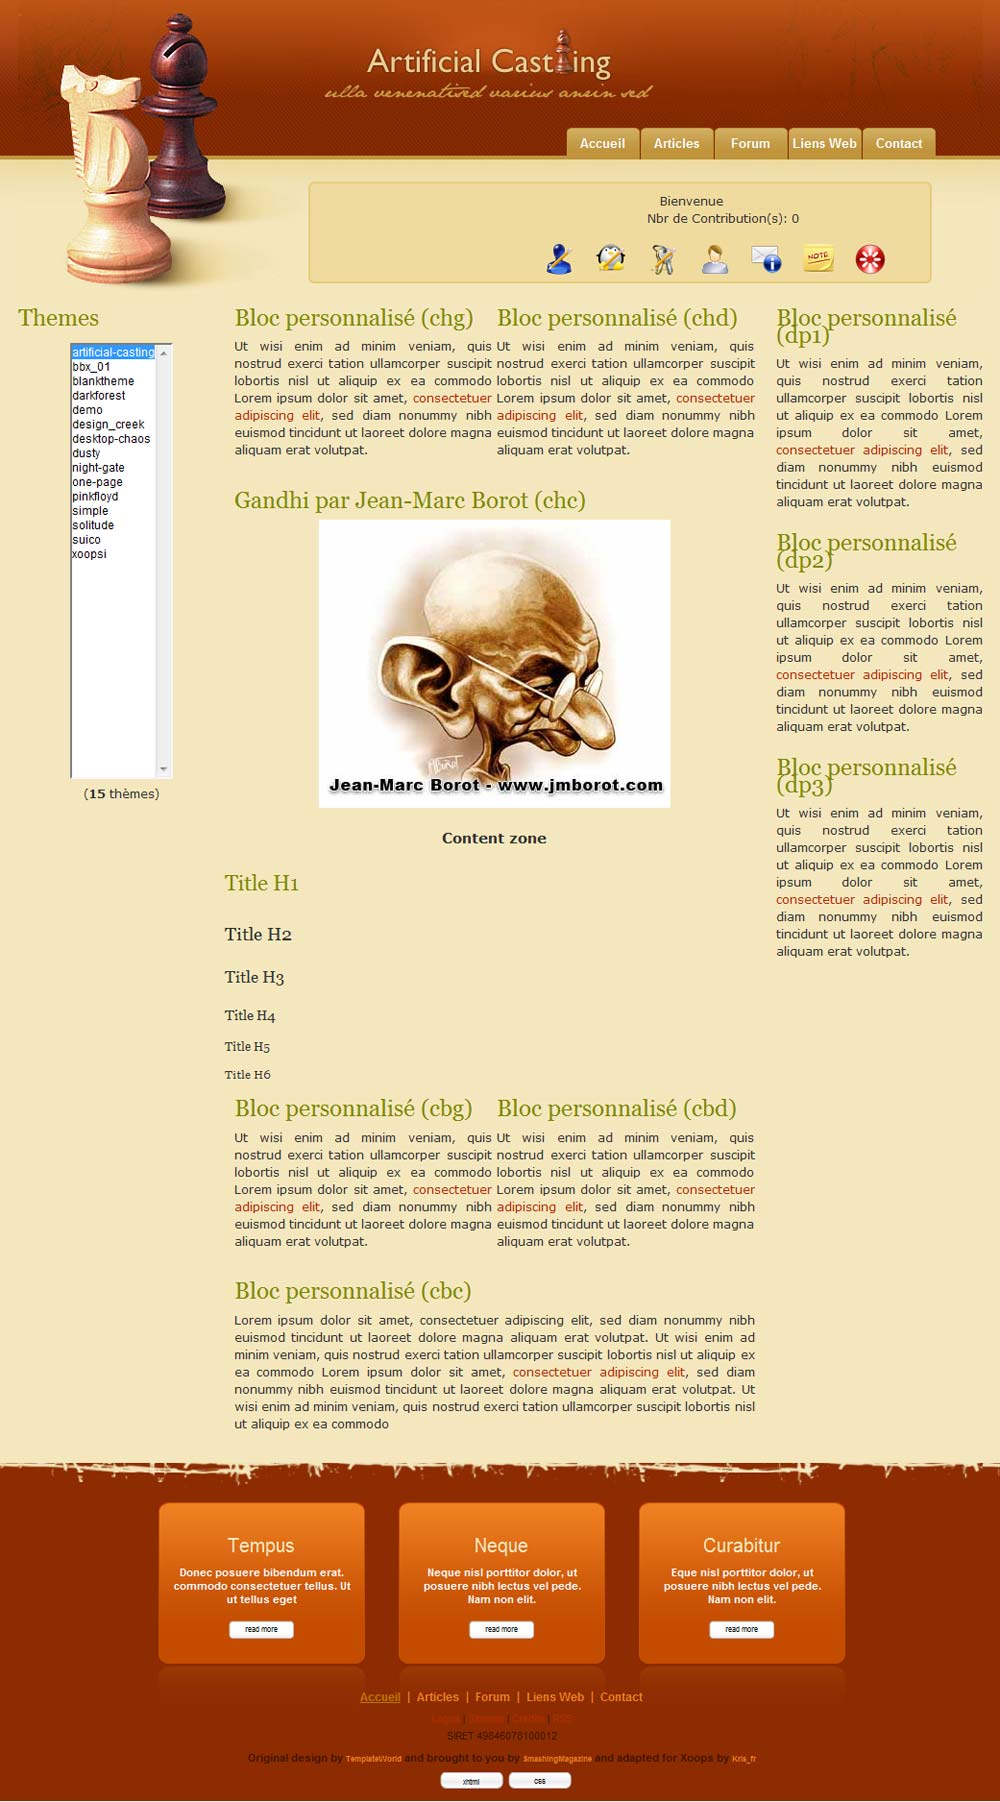 Artificial Casting
ulla venenatised varius anein sed
Accueil
Articles
Forum
Liens Web
Contact
Bienvenue
Nbr de Contribution(s): 0
NOTE
Themes
artificial-casting
bbx_01
blanktheme
darkforest
demo
design_creek
desktop-chaos
dusty
night-gate
one-page
pinkfloyd
simple
solitude
suico
xoopsi
(15 thèmes)
Bloc personnalisé (chg)
Ut wisi enim ad minim veniam, quis
nostrud exerci tation ullamcorper suscipit
lobortis nisl ut aliquip ex ea commodo
Lorem ipsum dolor sit amet, consectetuer
adipiscing elit, sed diam nonummy nibh
euismod tincidunt ut laoreet dolore magna
aliquam erat volutpat.
Bloc personnalisé (chd)
Ut wisi enim ad minim veniam, quis
nostrud exerci tation ullamcorper suscipit
lobortis nisl ut aliquip ex ea commodo
Lorem ipsum dolor sit amet, consectetuer
adipiscing elit, sed diam nonummy nibh
euismod tincidunt ut laoreet dolore magna
aliquam erat volutpat.
Gandhi par Jean-Marc Borot (chc)
Jean-Marc Borot - www.jmborot.com
Content zone
Title H1
Title H2
Title H3
Title H4
Title H5
Title H6
Bloc personnalisé (cbg)
Ut wisi enim ad minim veniam, quis
nostrud exerci tation ullamcorper suscipit
lobortis nisl ut aliquip ex ea commodo
Lorem ipsum dolor sit amet, consectetuer
adipiscing elit, sed diam nonummy nibh
euismod tincidunt ut laoreet dolore magna
aliquam erat volutpat.
Bloc personnalisé (cbd)
Ut wisi enim ad minim veniam, quis
nostrud exerci tation ullamcorper suscipit
lobortis nisl ut aliquip ex ea commodo
Lorem ipsum dolor sit amet, consectetuer
adipiscing elit, sed diam nonummy nibh
euismod tincidunt ut laoreet dolore magna
aliquam erat volutpat.
Bloc personnalisé (cbc)
Lorem ipsum dolor sit amet, consectetuer adipiscing elit, sed diam nonummy nibh
euismod tincidunt ut laoreet dolore magna aliquam erat volutpat. Ut wisi enim ad
minim veniam, quis nostrud exerci tation ullamcorper suscipit lobortis nisl ut aliquip ex
ea commodo Lorem ipsum dolor sit amet, consectetuer adipiscing elit, sed diam
nonummy nibh euismod tincidunt ut laoreet dolore magna aliquam erat volutpat. Ut
wisi enim ad minim veniam, quis nostrud exerci tation ullamcorper suscipit lobortis nisl
ut aliquip ex ea commodo
Bloc personnalisé
(dp1)
Ut wisi enim ad minim veniam,
quis nostrud exerci tation
ullamcorper suscipit lobortis nisl
ut aliquip ex ea commodo Lorem
ipsum dolor sit amet,
consectetuer adipiscing elit, sed
diam nonummy nibh euismod
tincidunt ut laoreet dolore magna
aliquam erat volutpat.
Bloc personnalisé
(dp2)
Ut wisi enim ad minim veniam,
quis nostrud exerci tation
ullamcorper suscipit lobortis nisl
ut aliquip ex ea commodo Lorem
ipsum dolor sit amet,
consectetuer adipiscing elit, sed
diam nonummy nibh euismod
tincidunt ut laoreet dolore magna
aliquam erat volutpat.
Bloc personnalisé
(dp3)
Ut wisi enim ad minim veniam,
quis nostrud exerci tation
ullamcorper suscipit lobortis nisl
ut aliquip ex ea commodo Lorem
ipsum dolor sit amet,
consectetuer adipiscing elit, sed
diam nonummy nibh euismod
tincidunt ut laoreet dolore magna
aliquam erat volutpat.
Tempus
Donec posuere bibendum erat.
commodo consectetuer tellus. Ut
ut tellus eget
read more
Neque
Neque nisl porttitor dolor, ut
posuere nibh lectus vel pede.
Nam non elit.
read more
Curabitur
Eque nisl porttitor dolor, ut
posuere nibh lectus vel pede.
Nam non elit.
read more
Accueil | Articles | Forum | Liens Web | Contact
SIRET 49846078100012
Original design by TemplateWorld and brought to you by SmashingMagazine and adapted for Xoops by Kris_fr
xhtml
css